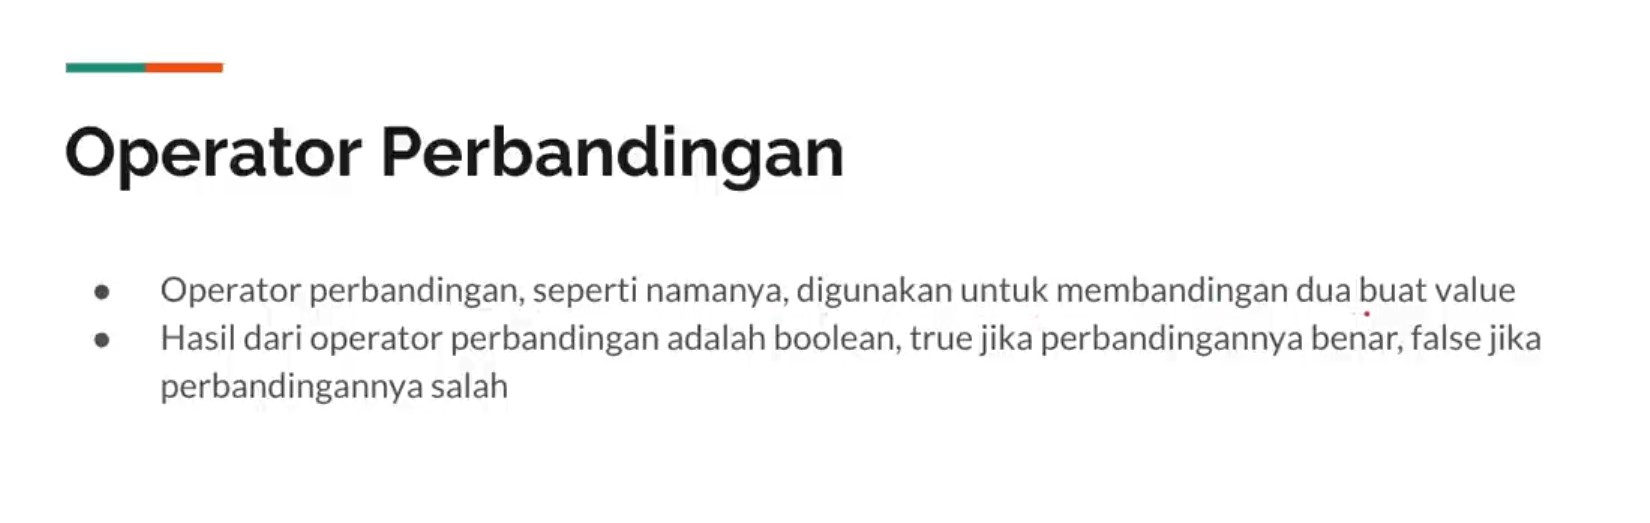 Operator Perbandingan
● Operator perbandingan, seperti namanya, digunakan untuk membandingan dua buat value
● Hasil dari operator perbandingan adalah boolean, true jika perbandingannya benar, false jika
perbandingannya salah